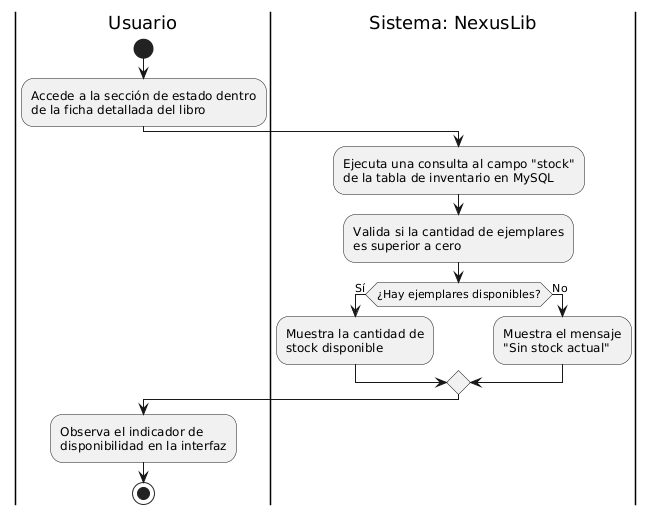 Usuario
Sistema: NexusLib
Accede a la sección de estado dentro
de la ficha detallada del libro
Ejecuta una consulta al campo "stock"
de la tabla de inventario en MySQL
Valida si la cantidad de ejemplares
es superior a cero
¿Hay ejemplares disponibles?
Sí
No
Muestra la cantidad de
stock disponible
Muestra el mensaje
"Sin stock actual"
Observa el indicador de
disponibilidad en la interfaz